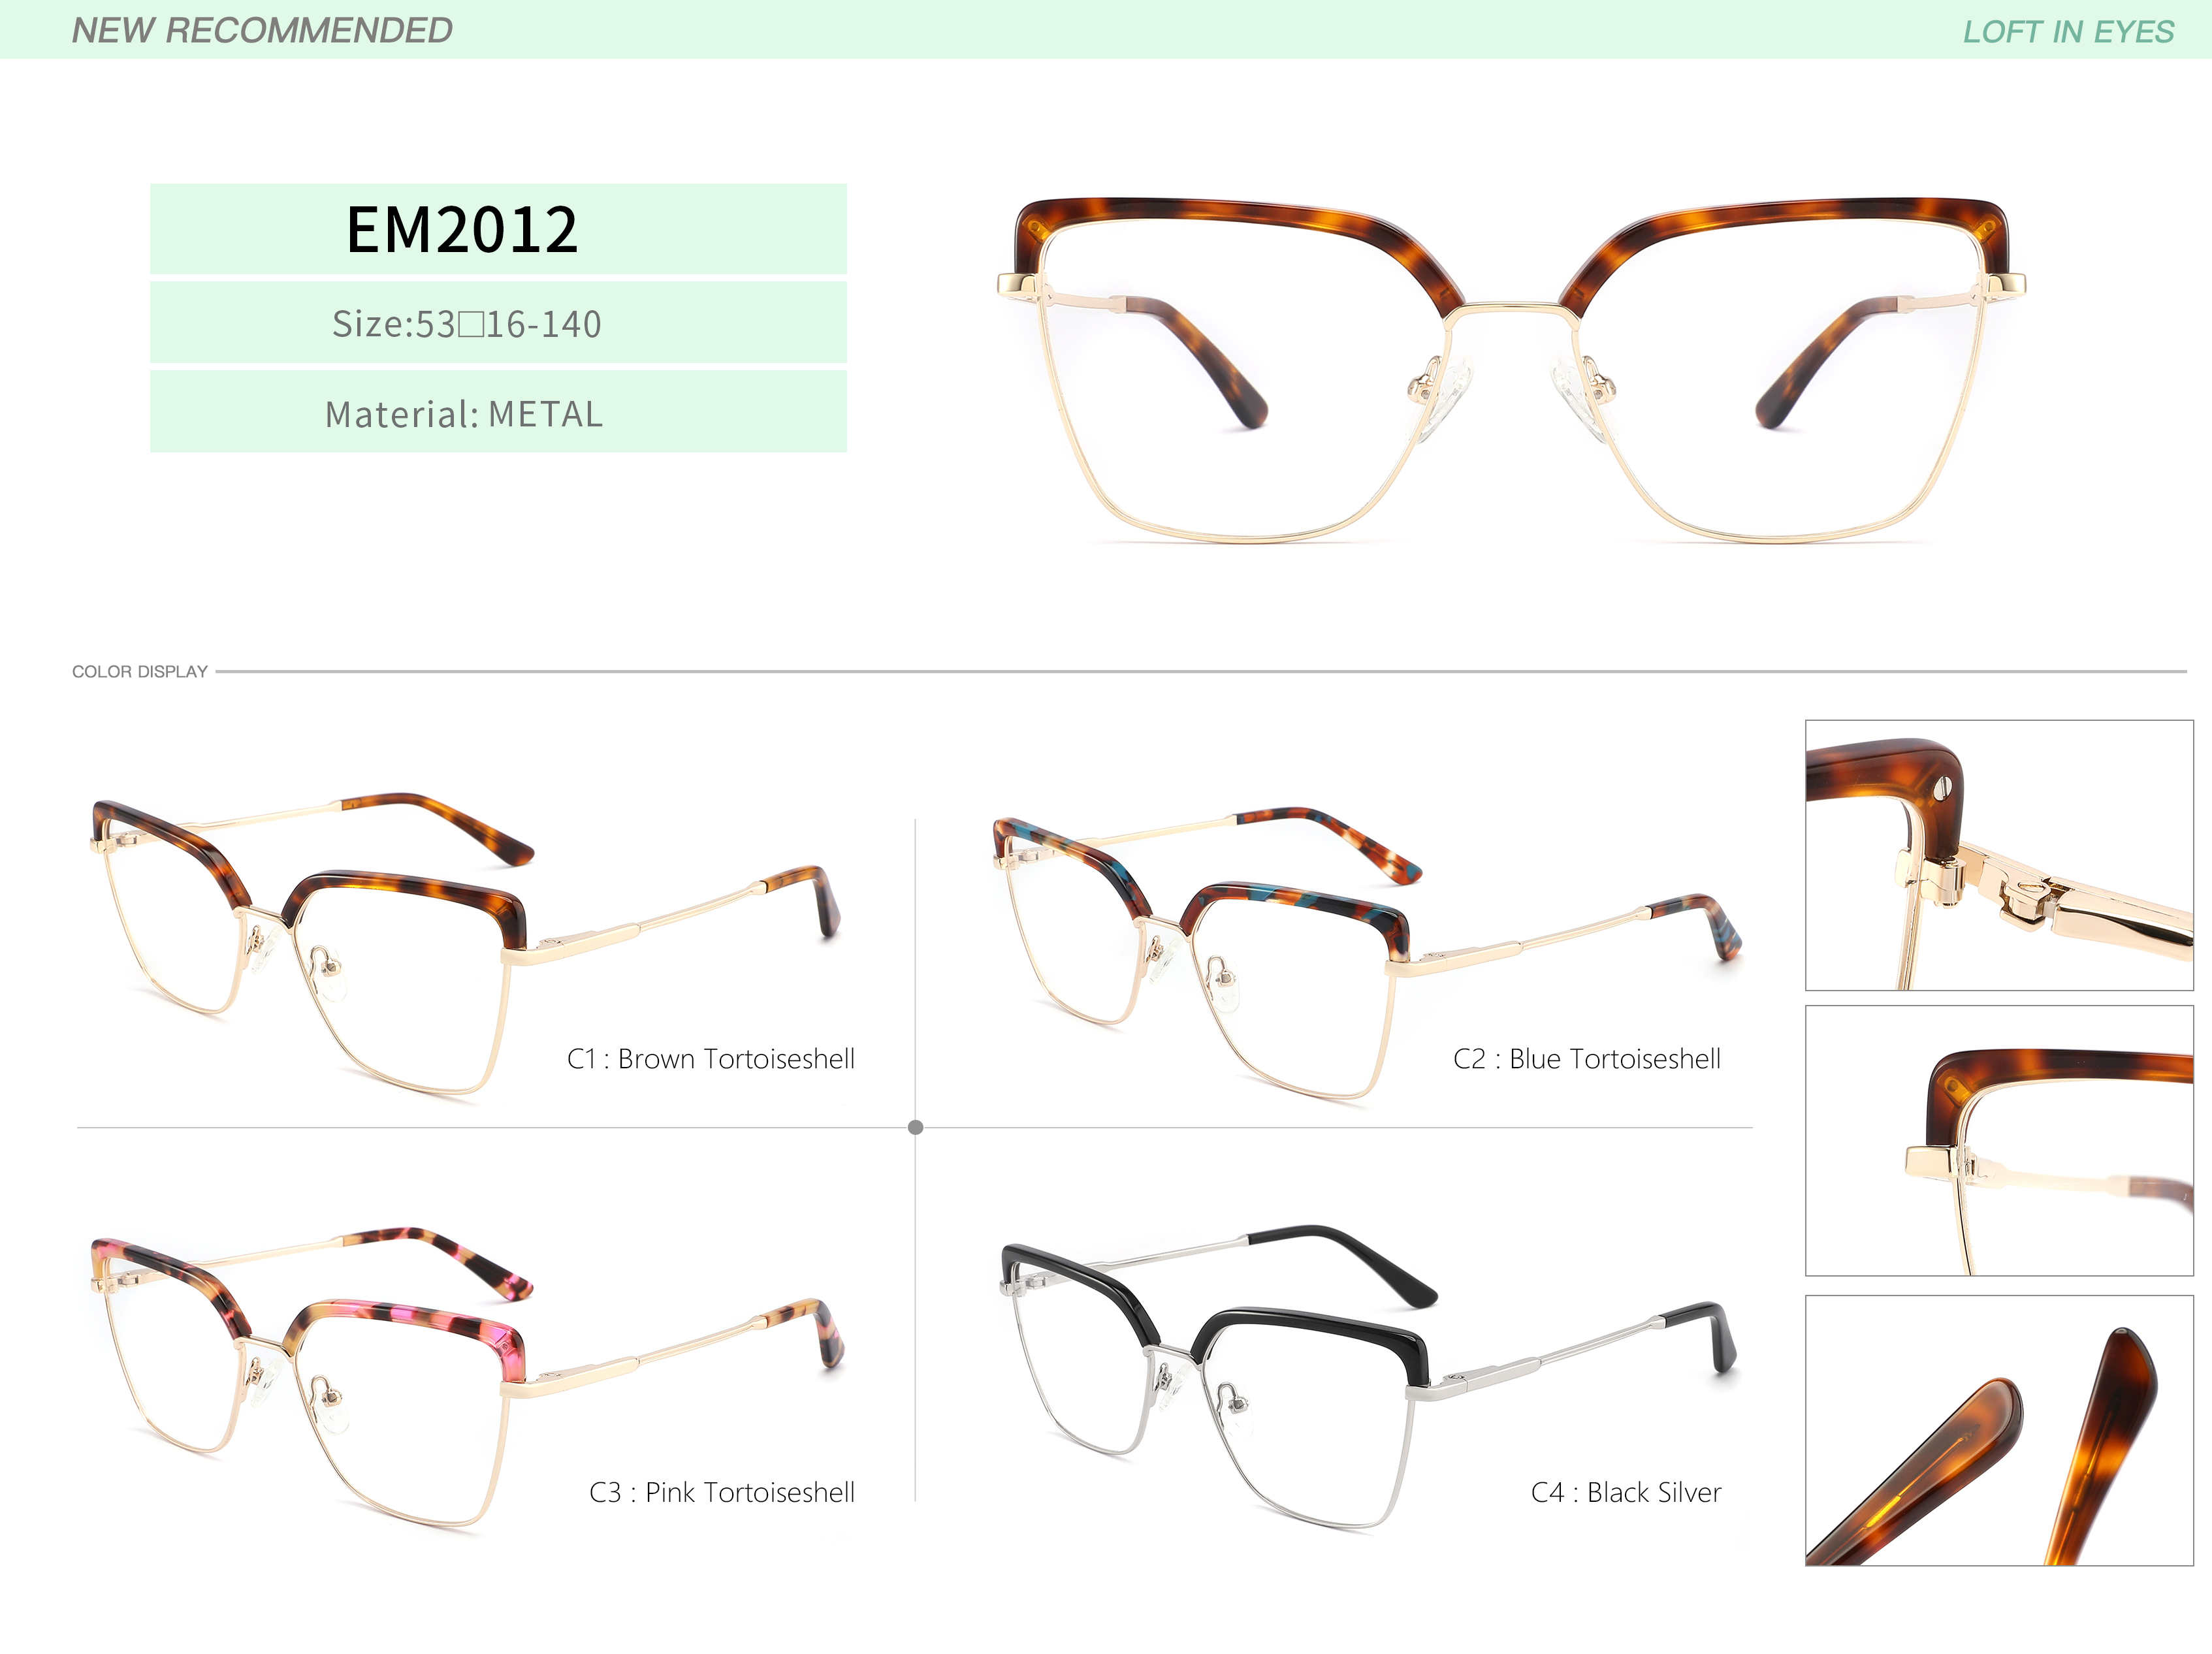 NEW RECOMMENDED
LOFT IN EYES
EM2012
Size:53□16-140
Material: METAL
COLOR DISPLAY
C1 : Brown Tortoiseshell
C2 : Blue Tortoiseshell
C3 : Pink Tortoiseshell
C4 : Black Silver